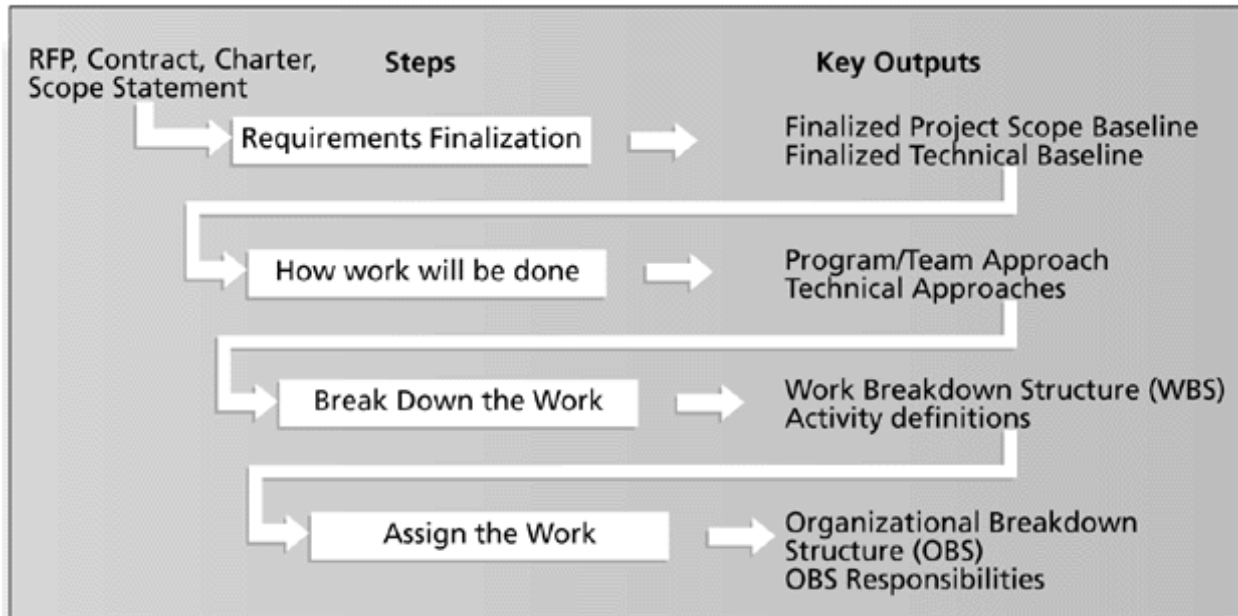 RFP, Contract, Charter,
Scope Statement
Steps
Key Outputs
Requirements Finalization
Finalized Project Scope Baseline
Finalized Technical Baseline
How work will be done
Program/Team Approach
Technical Approaches
Break Down the Work
Work Breakdown Structure (WBS)
Activity definitions
Assign the Work
Organizational Breakdown
Structure (OBS)
OBS Responsibilities